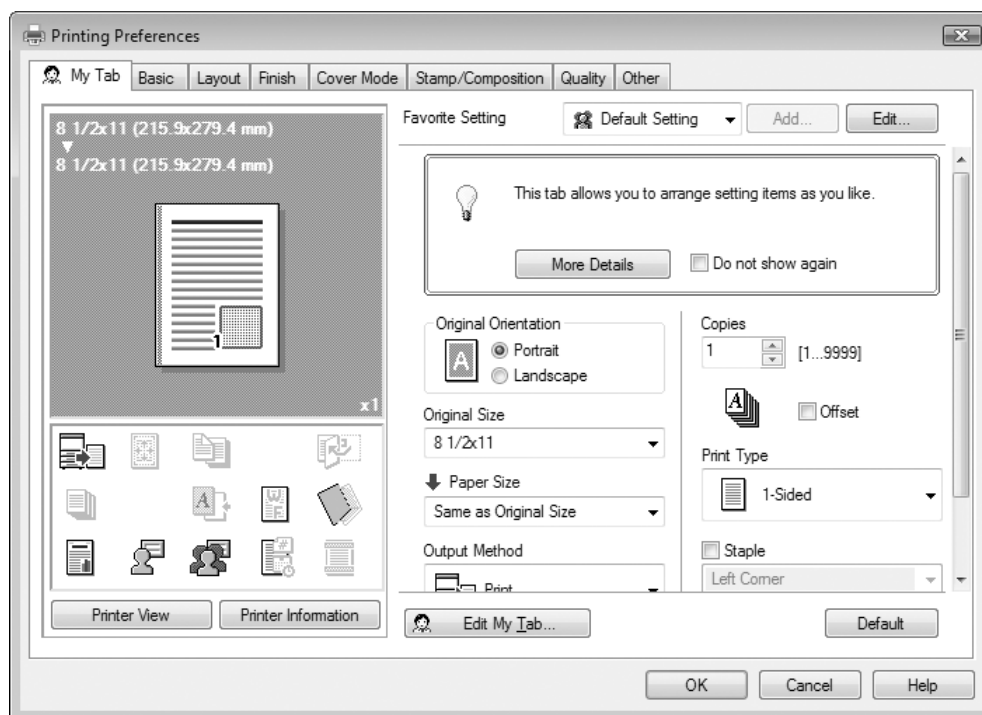 Printing Preferences
My Tab Basic Layout Finish Cover Mode Stamp/Composition Quality Other
8 1/2x11 (215.9x279.4 mm)
8 1/2x11 (215.9x279.4 mm)
1
x1
Printer View Printer Information
Favorite Setting Default Setting Add... Edit...
This tab allows you to arrange setting items as you like.
More Details Do not show again
Original Orientation
A
Portrait
Landscape
Original Size
8 1/2x11
Paper Size
Same as Original Size
Output Method
Print
Copies
1 [1...9999]
A
Offset
Print Type
1-Sided
Staple
Left Corner
Edit My Tab... Default
OK Cancel Help